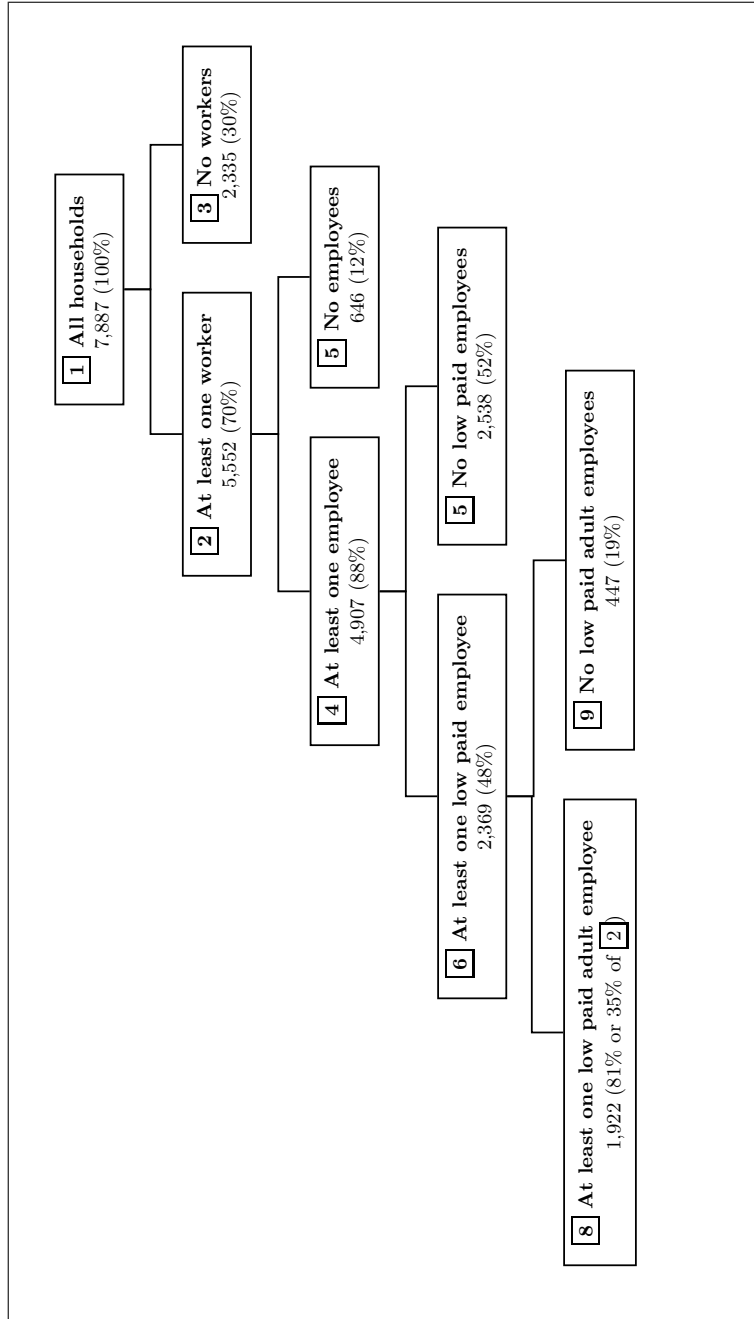 1 All households
7,887 (100%)
2 At least one worker
5,552 (70%)
3 No workers
2,335 (30%)
4 At least one employee
4,907 (88%)
5 No employees
646 (12%)
6 At least one low paid employee
2,369 (48%)
5 No low paid employees
2,538 (52%)
8 At least one low paid adult employee
1,922 (81% or 35% of 2)
9 No low paid adult employees
447 (19%)